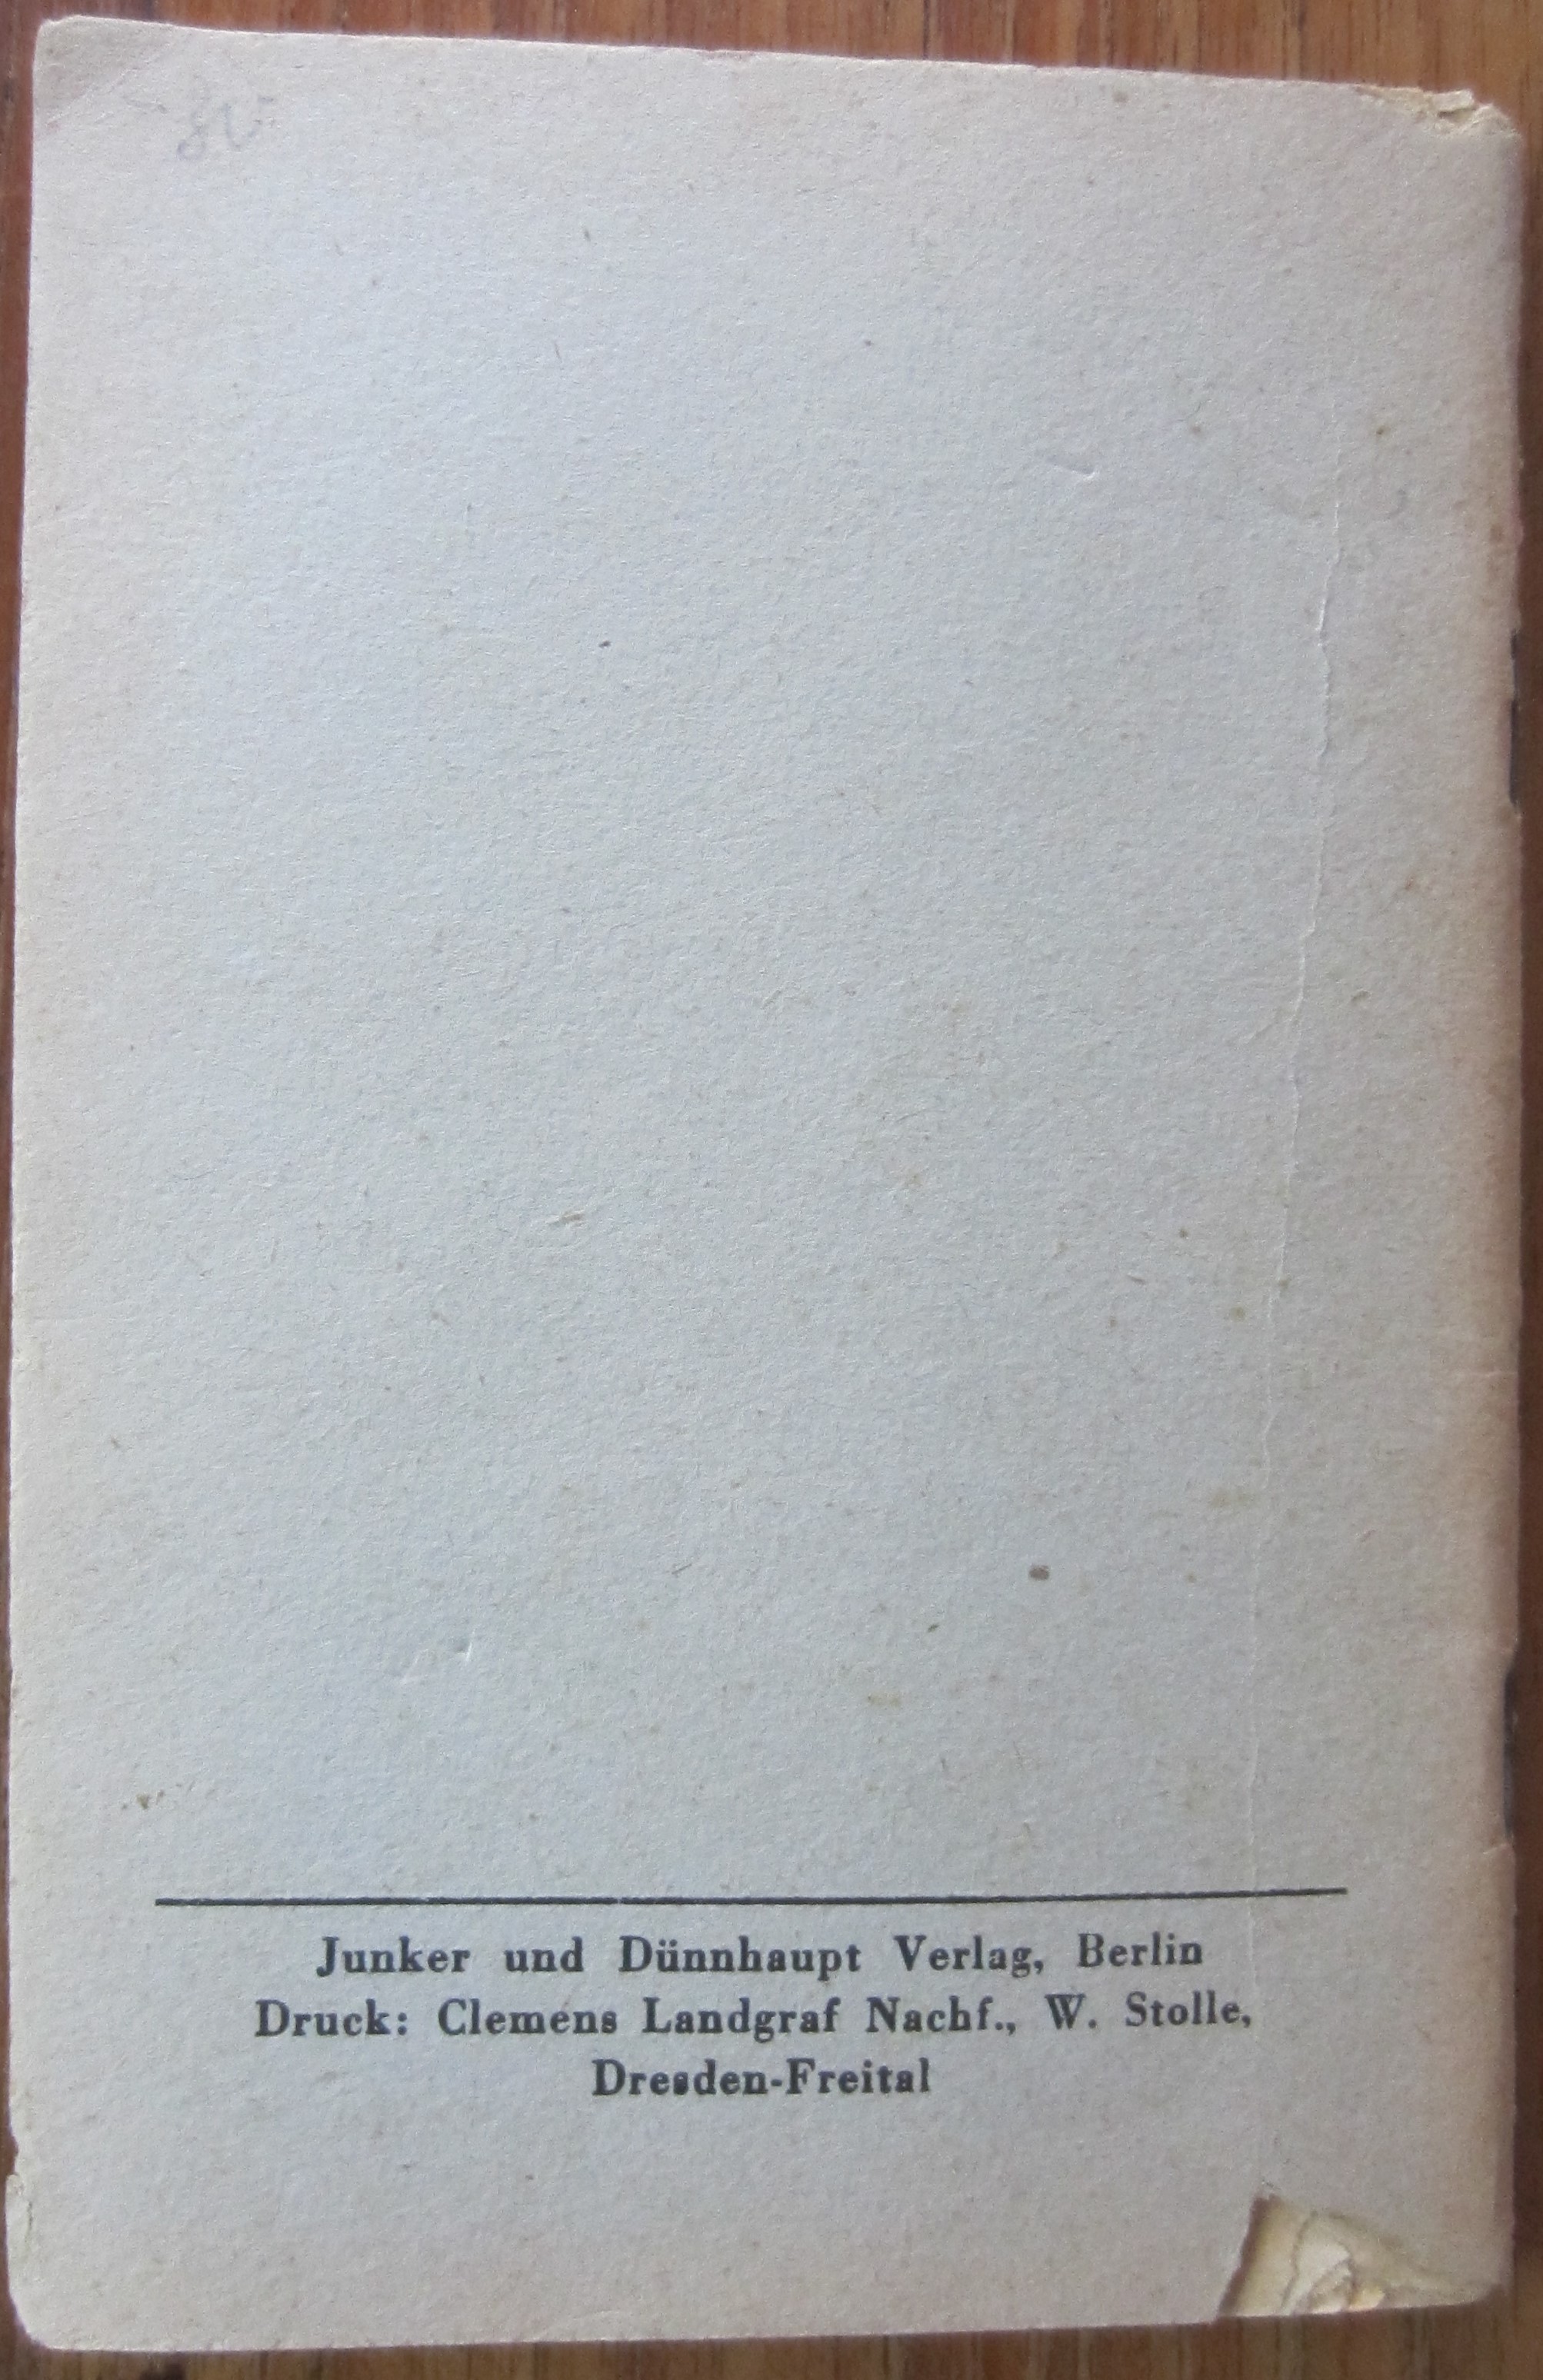 Junker und Dünnhaupt Verlag, Berlin
Druck: Clemens Landgraf Nachf., W. Stolle,
Dresden-Freital